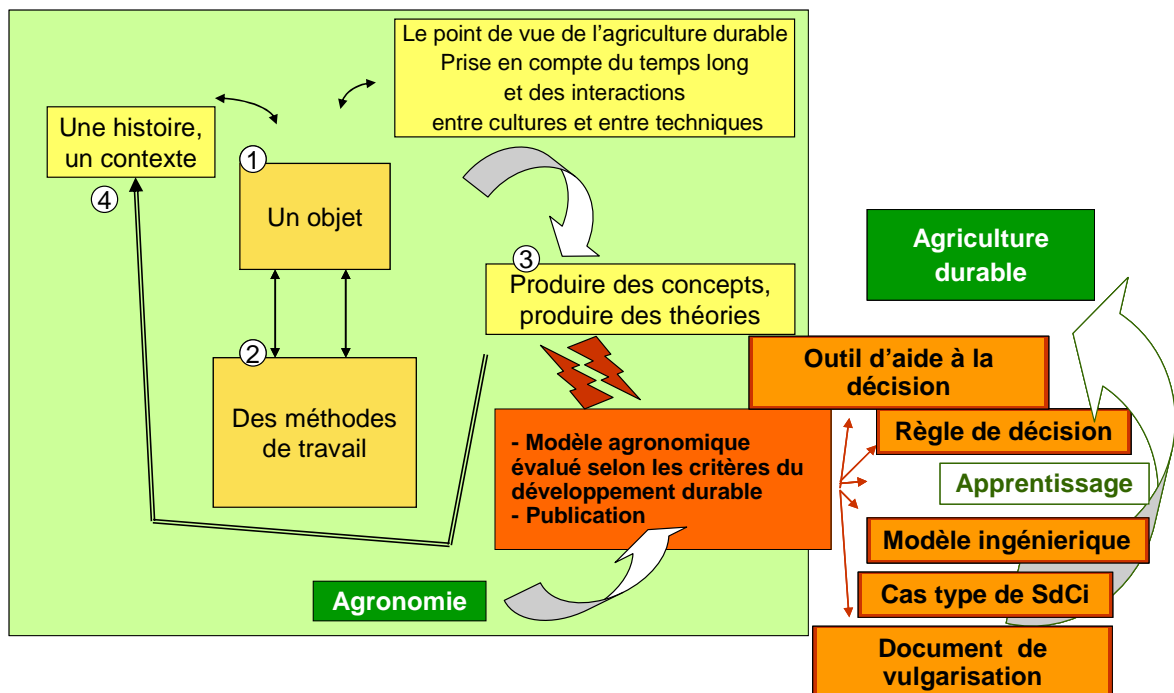 Le point de vue de l'agriculture durable
Prise en compte du temps long
et des interactions
entre cultures et entre techniques
Une histoire,
un contexte
4
1
Un objet
2
Des méthodes
de travail
3
Produire des concepts,
produire des théories
- Modèle agronomique
évalué selon les critères du
développement durable
- Publication
Agronomie
Agriculture
durable
Outil d'aide à la
décision
Règle de décision
Apprentissage
Modèle ingénierique
Cas type de SdCi
Document de
vulgarisation